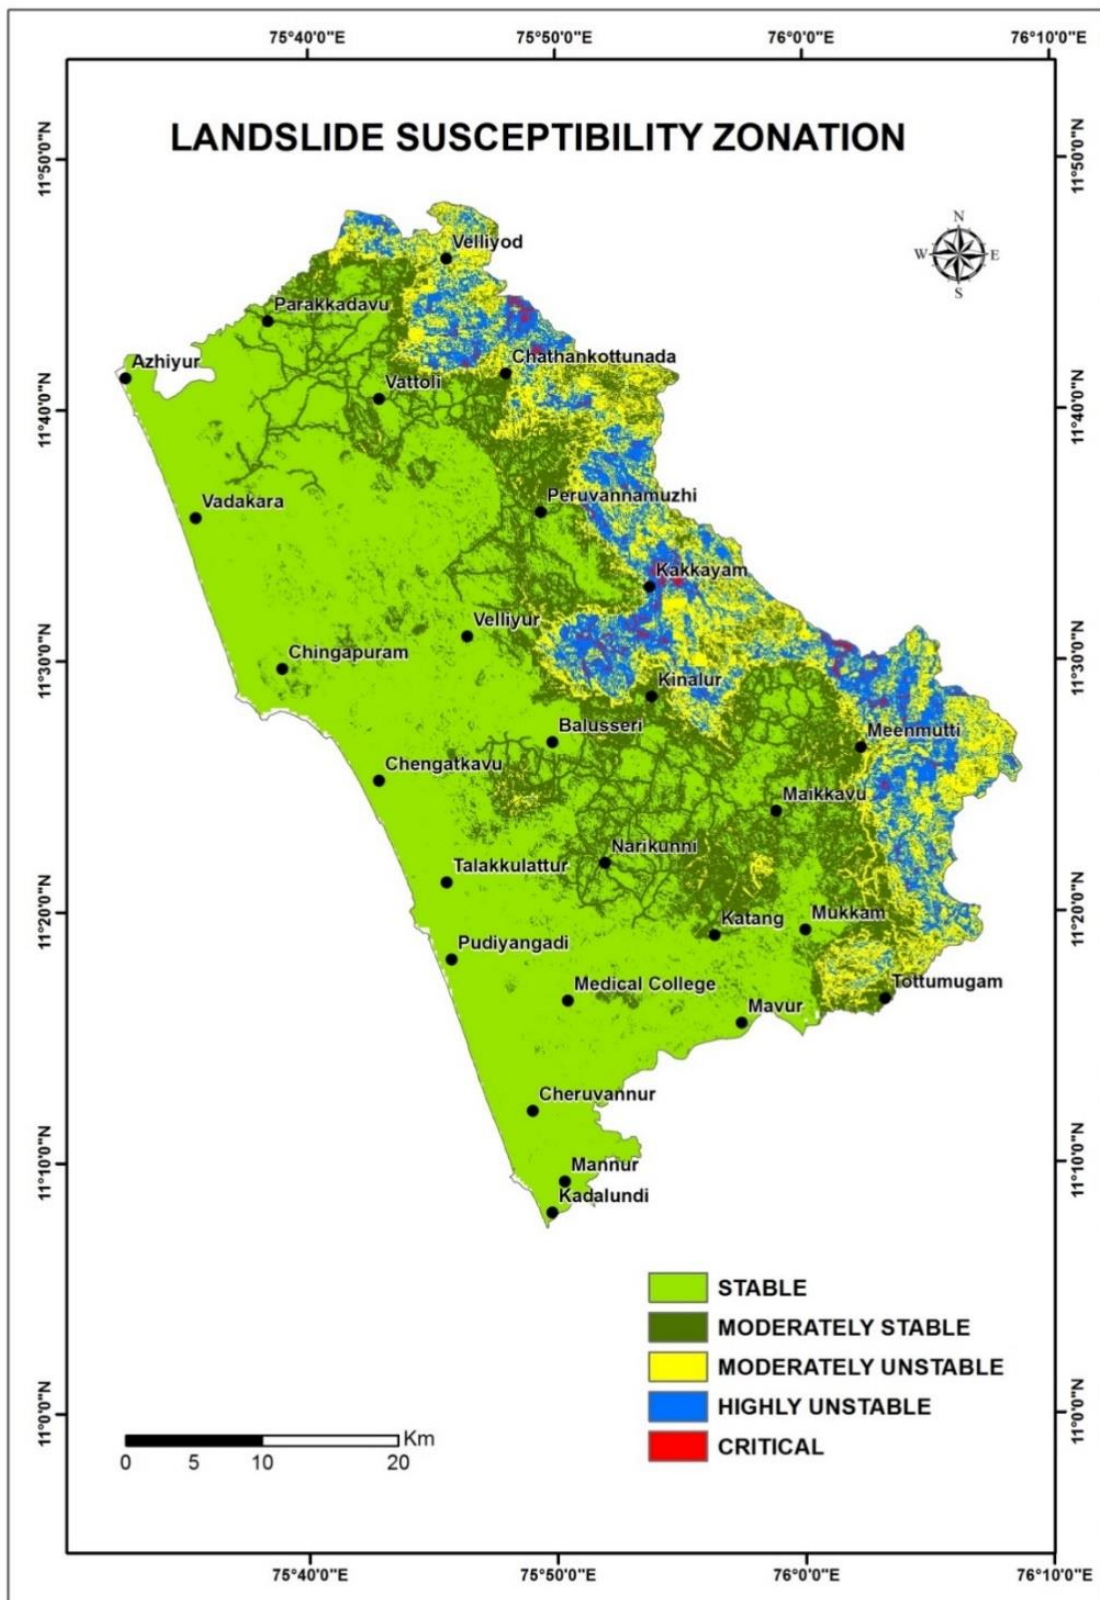 75°40'0"E 75°50'0"E 76°0'0"E 76°10'0"E
LANDSLIDE SUSCEPTIBILITY ZONATION
11°50'0"N 11°50'0"N
N
W E
S
Velliyod
Parakkadavu
Azhiyur
Chathankottunada
Vattoli
11°40'0"N 11°40'0"N
Vadakara
Peruvannamuzhi
Kakkayam
Velliyur
Chingapuram
11°30'0"N 11°30'0"N
Kinalur
Balusseri
Meenmutti
Chengatkavu
Maikkavu
Narikunni
Talakkulattur
11°20'0"N 11°20'0"N
Katang
Mukkam
Pudiyangadi
Medical College
Tottumugam
Mavur
Cheruvannur
Mannur
11°10'0"N 11°10'0"N
Kadalundi
STABLE
MODERATELY STABLE
MODERATELY UNSTABLE
HIGHLY UNSTABLE
CRITICAL
11°0'0"N 11°0'0"N
Km
0 5 10 20
75°40'0"E 75°50'0"E 76°0'0"E 76°10'0"E